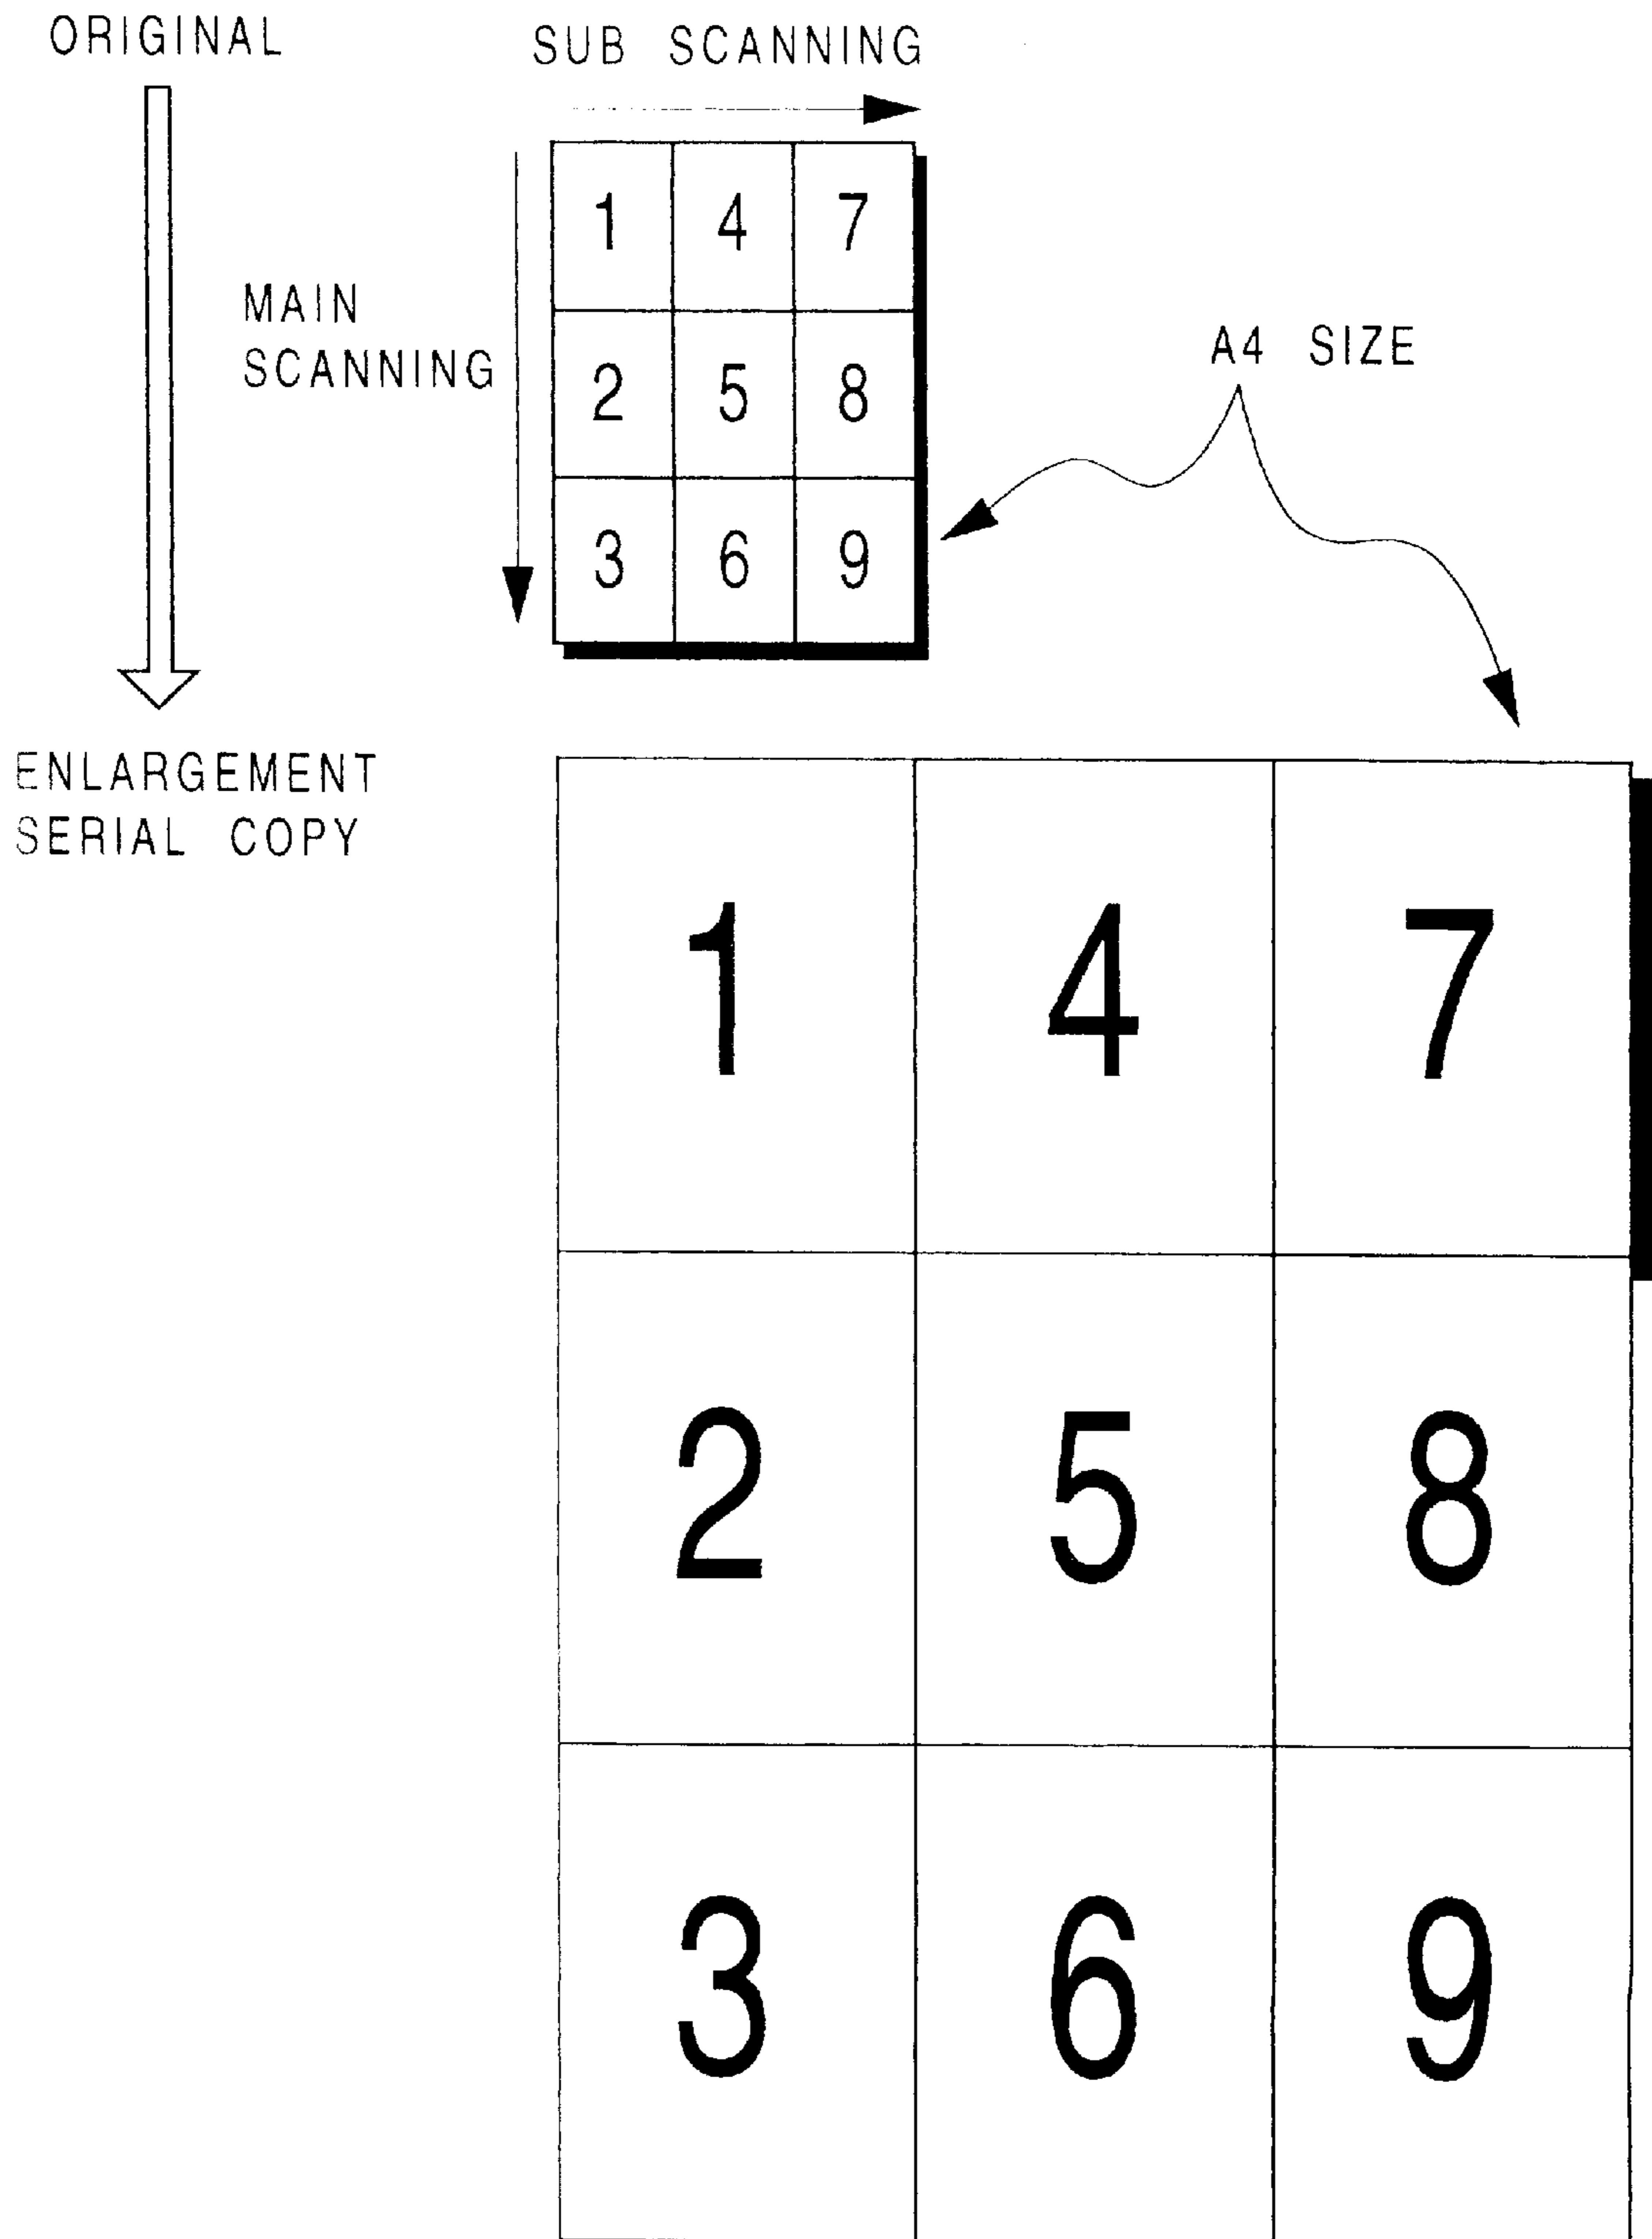 ORIGINAL
SUB SCANNING
1 4 7
MAIN
SCANNING
2 5 8
A4 SIZE
3 6 9
ENLARGEMENT
SERIAL COPY
1 4 7
2 5 8
3 6 9